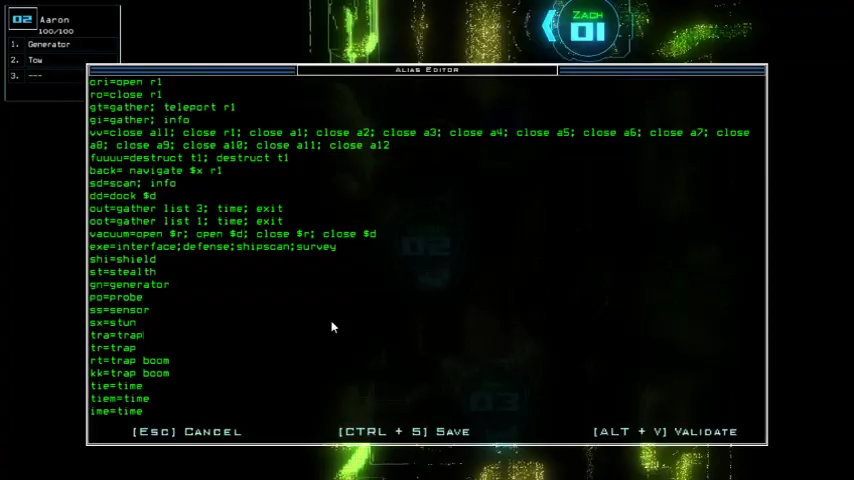 02 Aaron
100/100
1. Generator
2. Tow
3. ---
Zach
01
Alias Editor
ori=open r1
ro=close r1
gt=gather; teleport r1
gi=gather; info
vv=close all; close r1; close a1; close a2; close a3; close a4; close a5; close a6; close a7; close
a8; close a9; close a10; close a11; close a12
fuuuu=destruct t1; destruct t1
back= navigate $x r1
sd=scan; info
dd=dock $d
out=gather list 3; time; exit
oot=gather list 1; time; exit
vacuum=open $r; open $d; close $r; close $d
exe=interface;defense;shipscan;survey
shi=shield
st=stealth
gn=generator
po=probe
ss=sensor
sx=stun
tra=trap
tr=trap
rt=trap boom
kk=trap boom
tie=time
tiem=time
ime=time
02
03
[Esc] Cancel [CTRL + S] Save [ALT + V] Validate